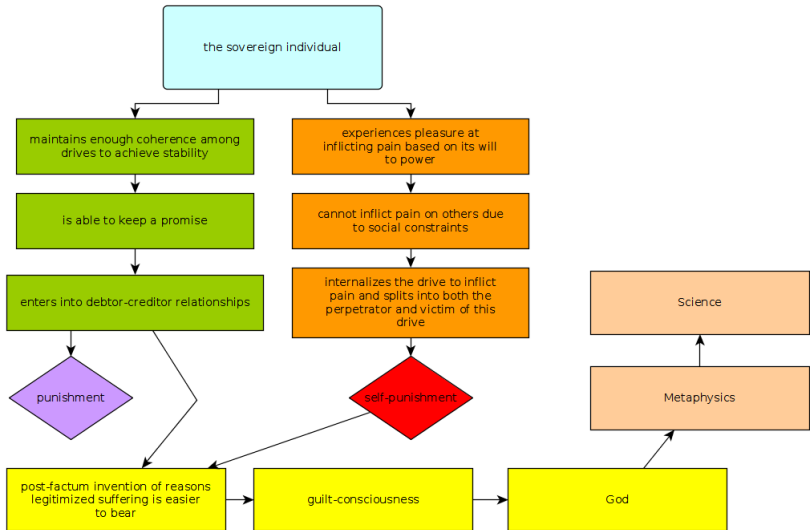 the sovereign individual
maintains enough coherence among
drives to achieve stability
experiences pleasure at
inflicting pain based on its will
to power
is able to keep a promise
cannot inflict pain on others due
to social constraints
enters into debtor-creditor relationships
internalizes the drive to inflict
pain and splits into both the
perpetrator and victim of this
drive
Science
punishment
self-punishment
Metaphysics
post-factum invention of reasons
legitimized suffering is easier
to bear
guilt-consciousness
God